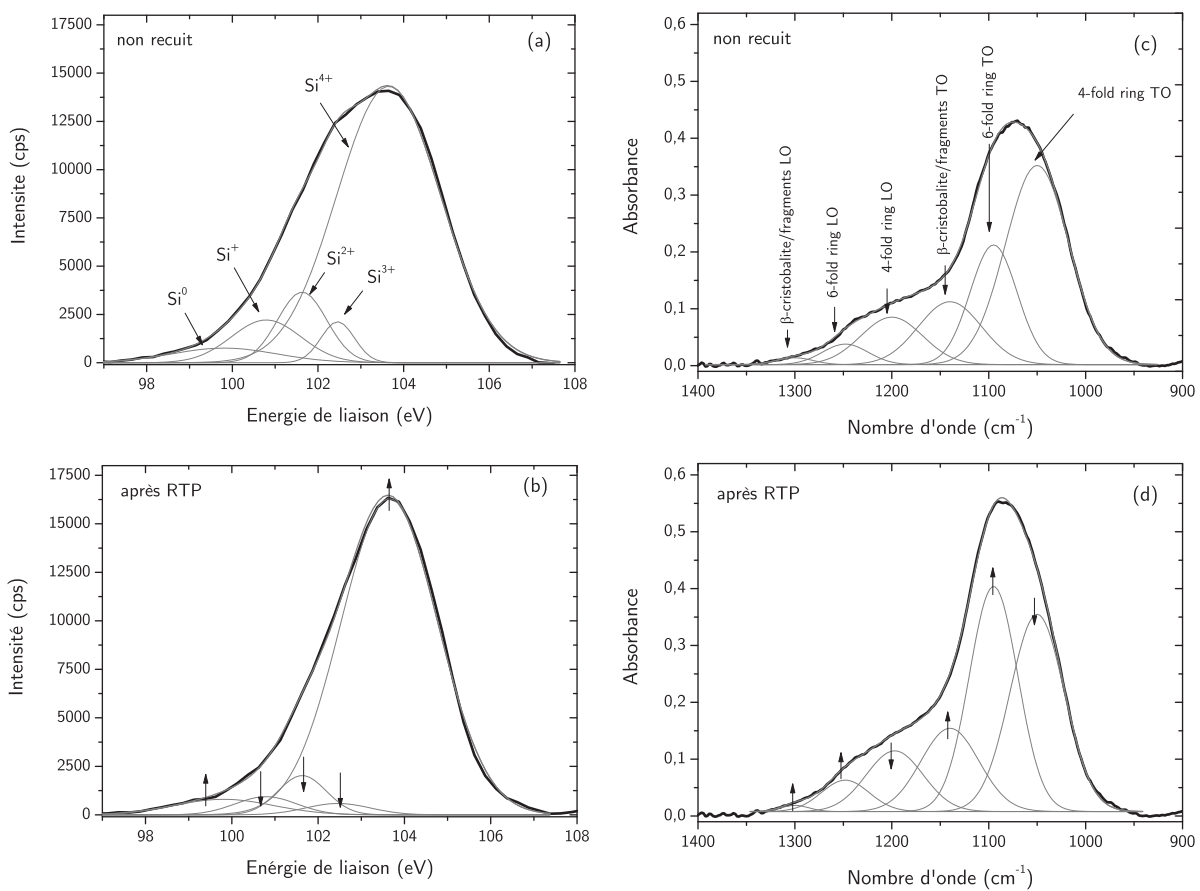 non recuit
(a)
Si4+
Si+
Si2+
Si3+
Si0
17500
15000
12500
10000
7500
5000
2500
0
98
100
102
104
106
108
Intensite (cps)
Energie de liaison (eV)
non recuit
(c)
β-cristobalite/fragments LO
6-fold ring LO
4-fold ring LO
β-cristobalite/fragments TO
6-fold ring TO
4-fold ring TO
0,6
0,5
0,4
0,3
0,2
0,1
0,0
1400
1300
1200
1100
1000
900
Absorbance
Nombre d'onde (cm-1)
après RTP
(b)
17500
15000
12500
10000
7500
5000
2500
0
98
100
102
104
106
108
Intensité (cps)
Enérgie de liaison (eV)
après RTP
(d)
0,6
0,5
0,4
0,3
0,2
0,1
0,0
1400
1300
1200
1100
1000
900
Absorbance
Nombre d'onde (cm-1)